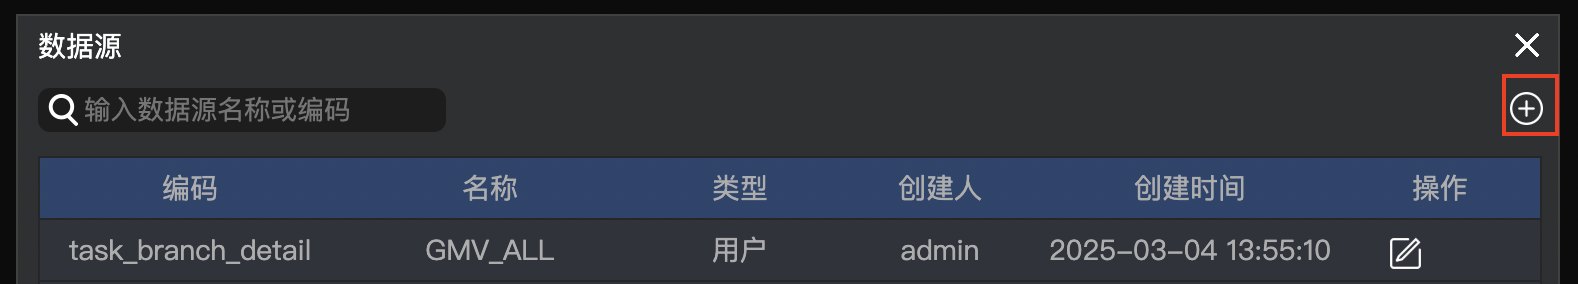 数据源
输入数据源名称或编码
编码 名称 类型 创建人 创建时间 操作
task_branch_detail GMV_ALL 用户 admin 2025-03-04 13:55:10